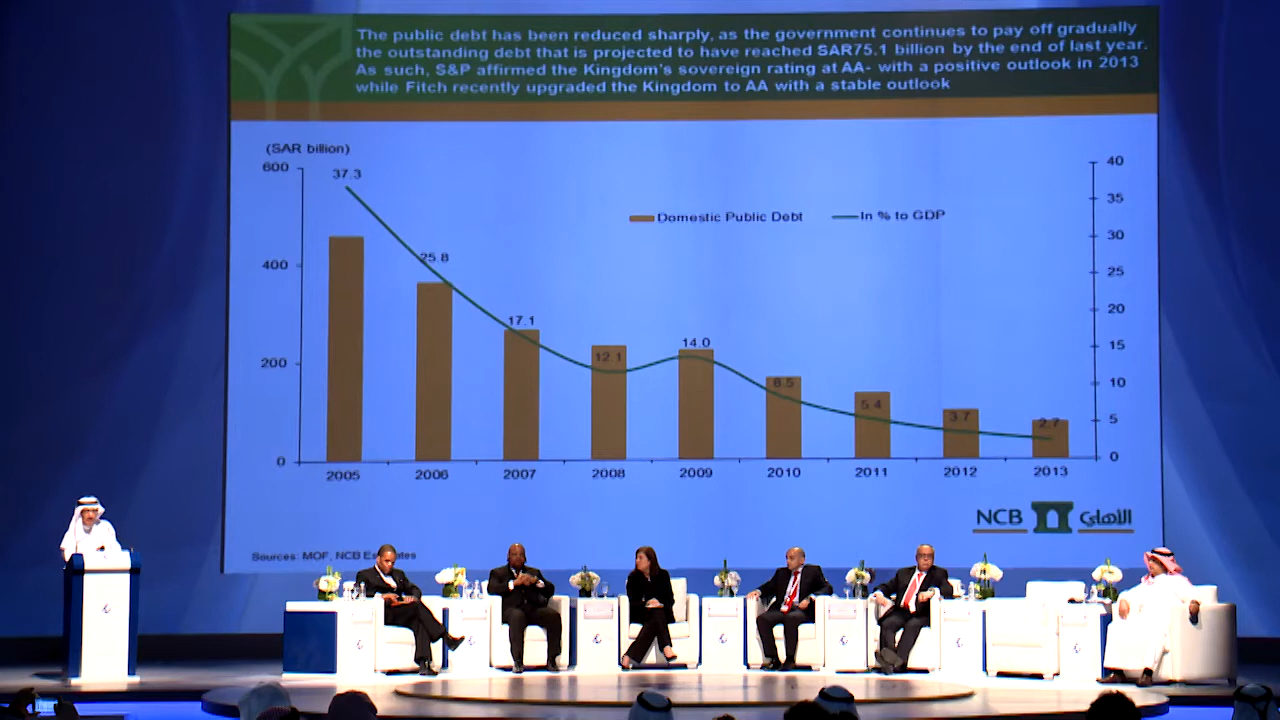 The public debt has been reduced sharply, as the government continues to pay off gradually
the outstanding debt that is projected to have reached SAR75.1 billion by the end of last year.
As such, S&P affirmed the Kingdom's sovereign rating at AA- with a positive outlook in 2013
while Fitch recently upgraded the Kingdom to AA with a stable outlook
(SAR billion)
600
400
200
0
40
35
30
25
20
15
10
5
0
Domestic Public Debt
In % to GDP
37.3
25.8
17.1
12.1
14.0
8.5
5.4
3.7
2.7
2005 2006 2007 2008 2009 2010 2011 2012 2013
NCB الأهلي
Sources: MOF, NCB Estimates